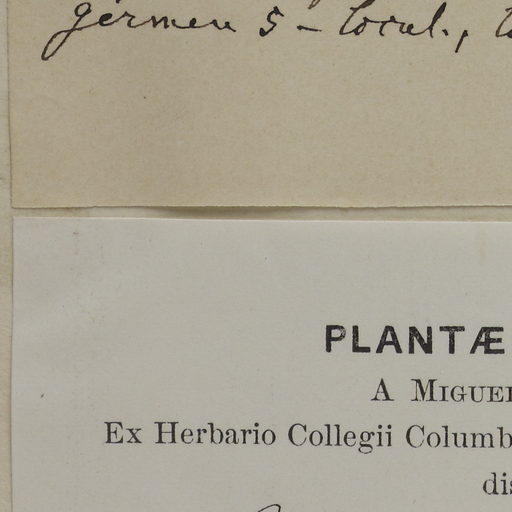 germen 5 - locul.,
PLANTÆ
A MIGUEL
Ex Herbario Collegii Columb
dis